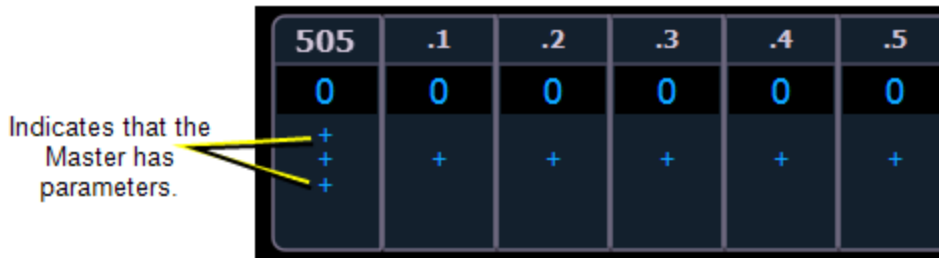 505 .1 .2 .3 .4 .5
0 0 0 0 0 0
Indicates that the
Master has
parameters.
+
+ + + + + +
+